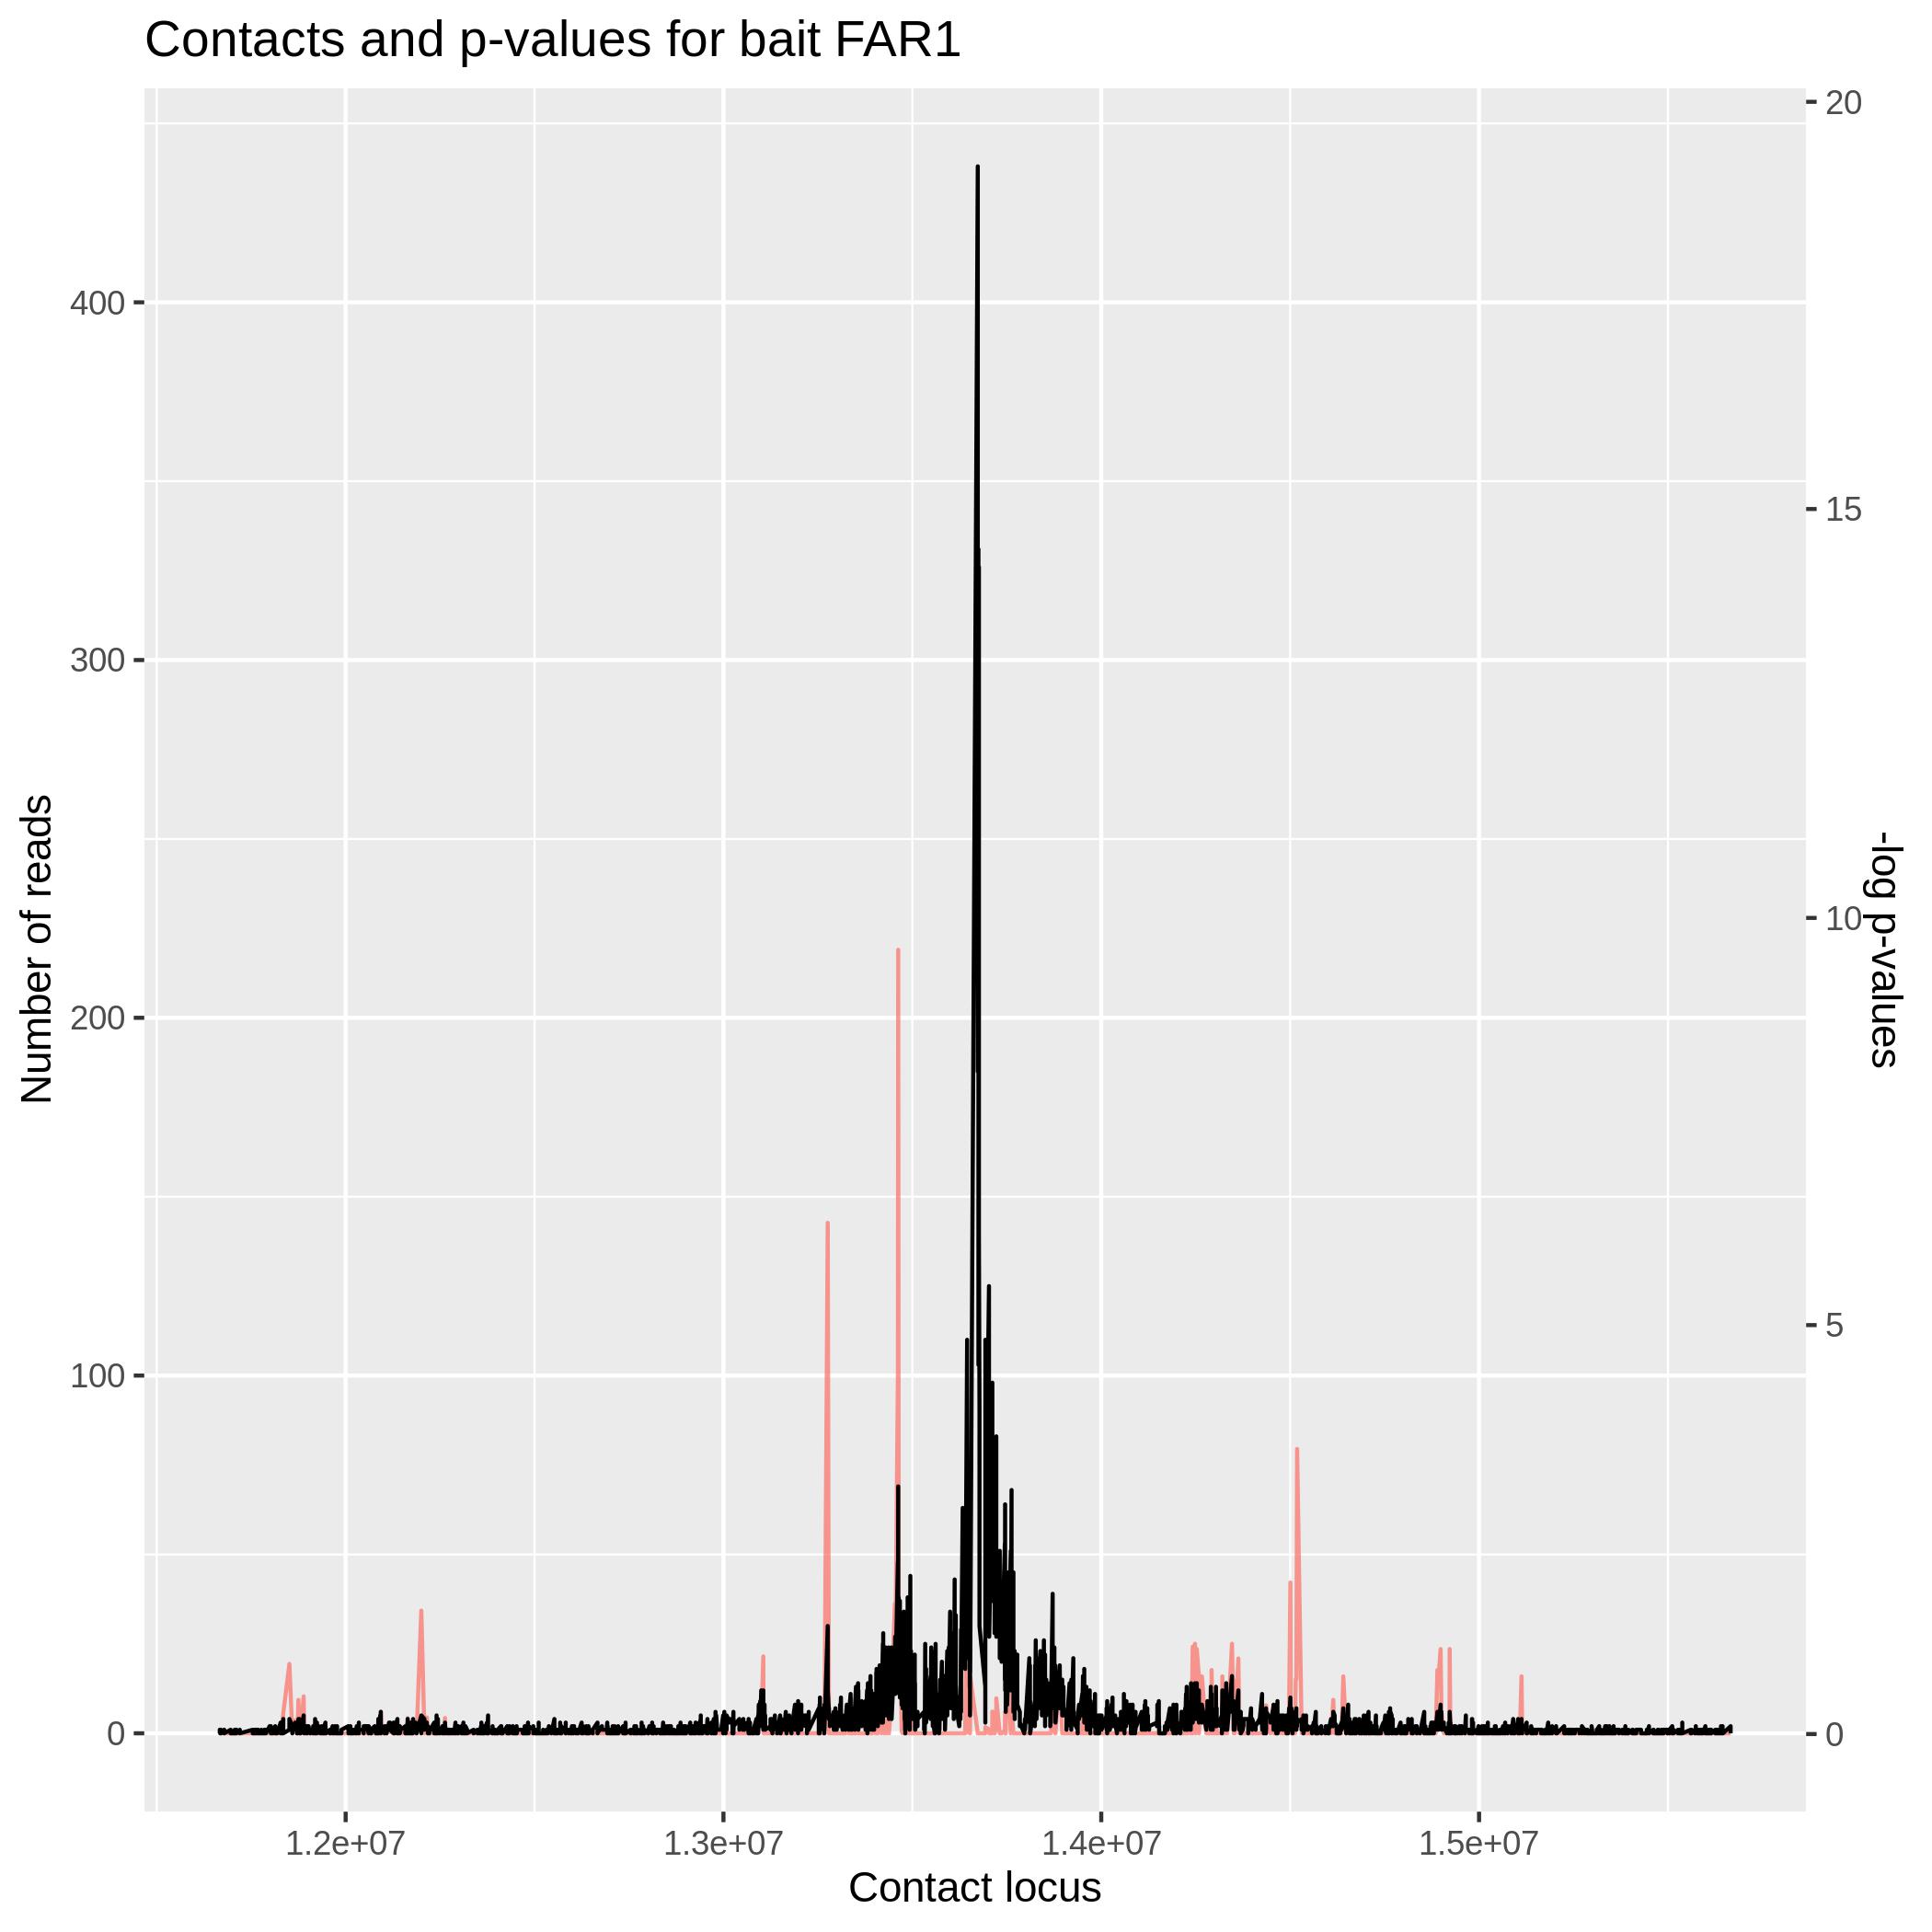 Contacts and p-values for bait FAR1
Number of reads
400
300
200
100
0
20
15
10
5
0
-log p-values
1.2e+07
1.3e+07
1.4e+07
1.5e+07
Contact locus